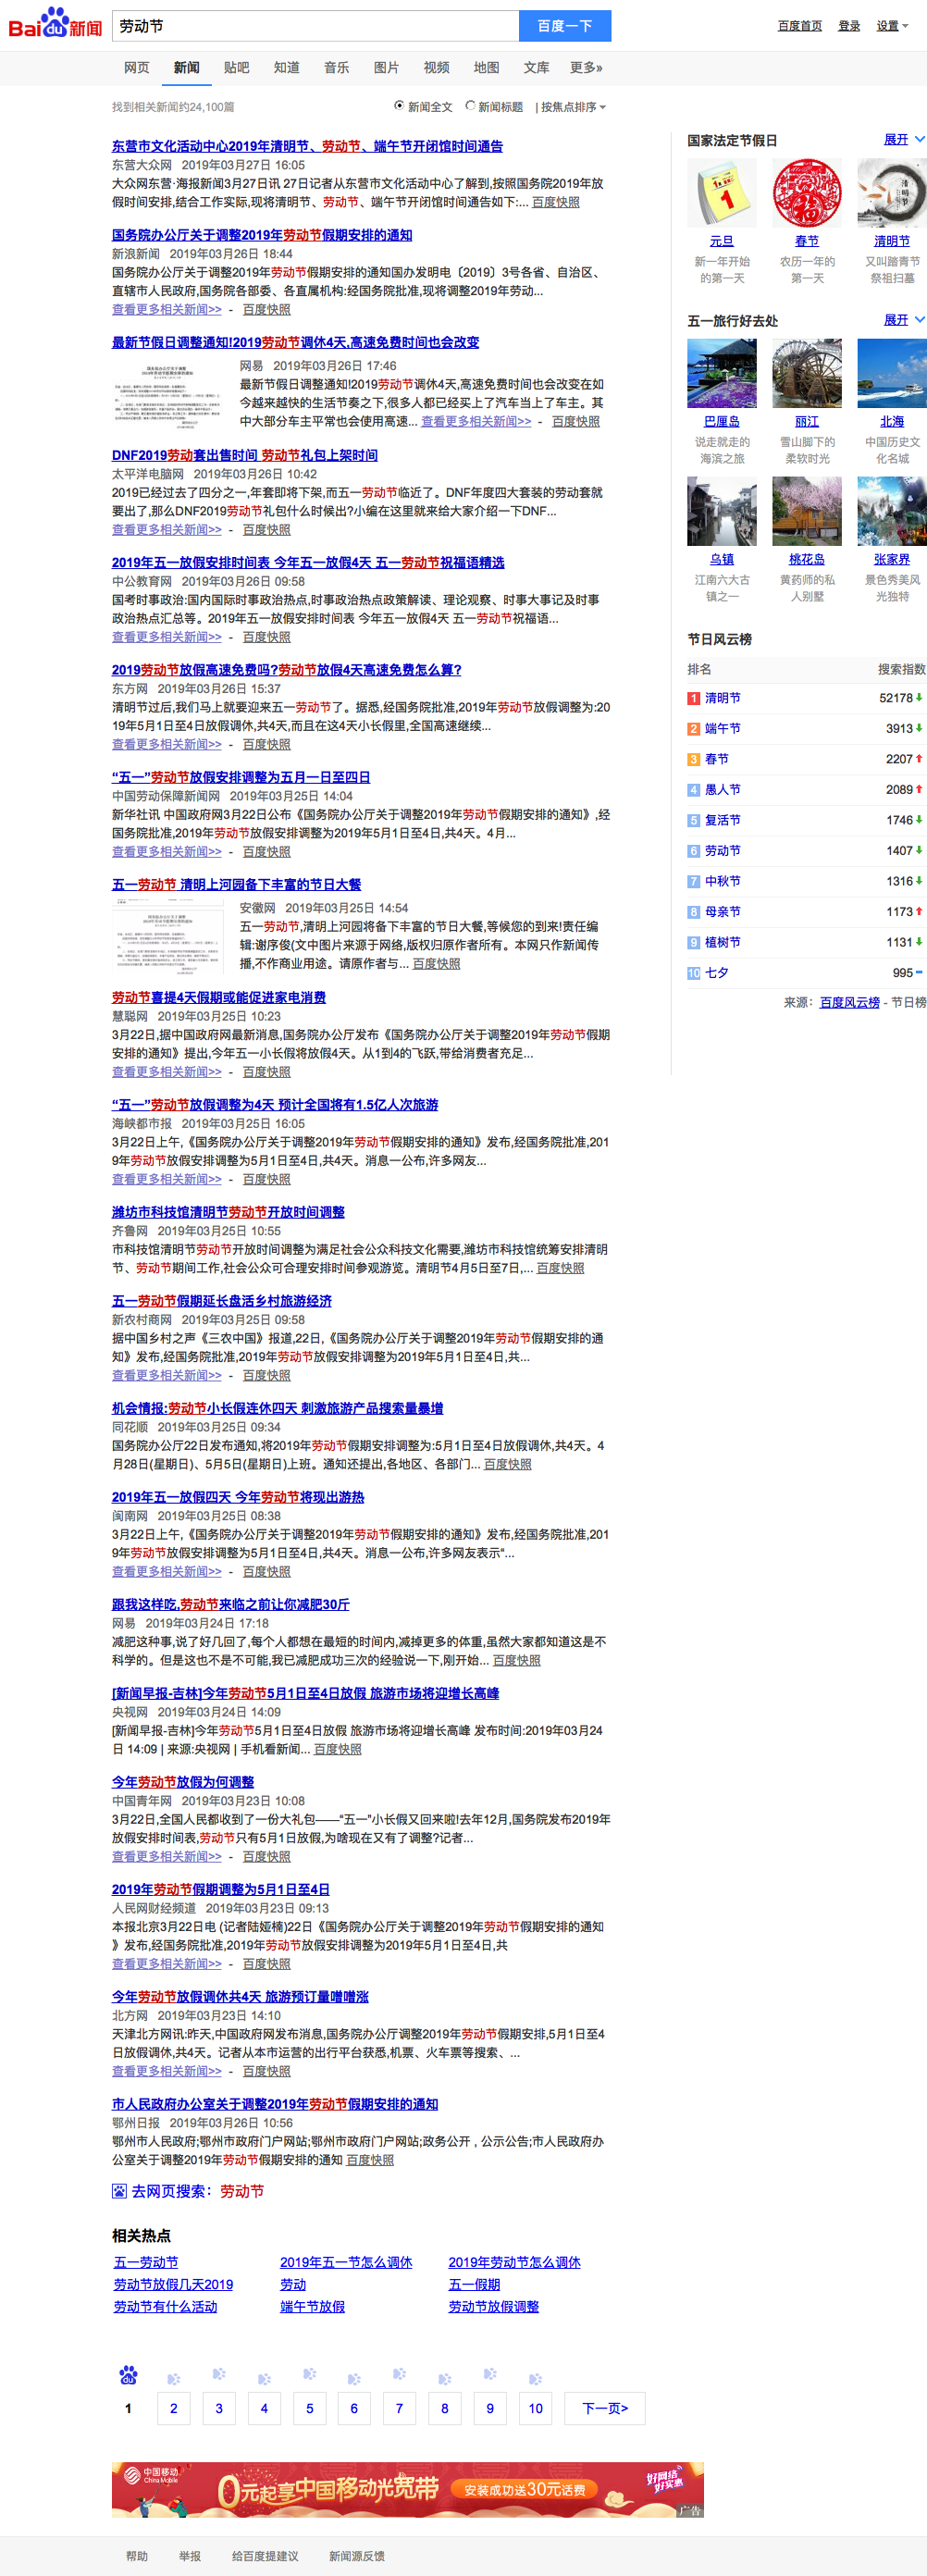 Baidu新闻
劳动节
百度一下
百度首页 登录 设置
网页 新闻 贴吧 知道 音乐 图片 视频 地图 文库 更多»
找到相关新闻约24,100篇
新闻全文 新闻标题 | 按焦点排序
东营市文化活动中心2019年清明节、劳动节、端午节开闭馆时间通告
东营大众网 2019年03月27日 16:05
大众网东营·海报新闻3月27日讯 27日记者从东营市文化活动中心了解到,按照国务院2019年放
假时间安排,结合工作实际,现将清明节、劳动节、端午节开闭馆时间通告如下:... 百度快照
国务院办公厅关于调整2019年劳动节假期安排的通知
新浪新闻 2019年03月26日 18:44
国务院办公厅关于调整2019年劳动节假期安排的通知国办发明电〔2019〕3号各省、自治区、
直辖市人民政府,国务院各部委、各直属机构:经国务院批准,现将调整2019年劳动...
查看更多相关新闻>> - 百度快照
最新节假日调整通知!2019劳动节调休4天,高速免费时间也会改变
网易 2019年03月26日 17:46
最新节假日调整通知!2019劳动节调休4天,高速免费时间也会改变在如
今越来越快的生活节奏之下,很多人都已经买上了汽车当上了车主。其
中大部分车主平常也会使用高速... 查看更多相关新闻>> - 百度快照
DNF2019劳动套出售时间 劳动节礼包上架时间
太平洋电脑网 2019年03月26日 10:42
2019已经过去了四分之一,年套即将下架,而五一劳动节临近了。DNF年度四大套装的劳动套就
要出了,那么DNF2019劳动节礼包什么时候出?小编在这里就来给大家介绍一下DNF...
查看更多相关新闻>> - 百度快照
2019年五一放假安排时间表 今年五一放假4天 五一劳动节祝福语精选
中公教育网 2019年03月26日 09:58
国考时事政治:国内国际时事政治热点,时事政治热点政策解读、理论观察、时事大事记及时事
政治热点汇总等。2019年五一放假安排时间表 今年五一放假4天 五一劳动节祝福语...
查看更多相关新闻>> - 百度快照
2019劳动节放假高速免费吗?劳动节放假4天高速免费怎么算?
东方网 2019年03月26日 15:37
清明节过后,我们马上就要迎来五一劳动节了。据悉,经国务院批准,2019年劳动节放假调整为:20
19年5月1日至4日放假调休,共4天,而且在这4天小长假里,全国高速继续...
查看更多相关新闻>> - 百度快照
“五一”劳动节放假安排调整为五月一日至四日
中国劳动保障新闻网 2019年03月25日 14:04
新华社讯 中国政府网3月22日公布《国务院办公厅关于调整2019年劳动节假期安排的通知》,经
国务院批准,2019年劳动节放假安排调整为2019年5月1日至4日,共4天。4月...
查看更多相关新闻>> - 百度快照
五一劳动节 清明上河园备下丰富的节日大餐
安徽网 2019年03月25日 14:54
五一劳动节,清明上河园将备下丰富的节日大餐,等候您的到来!责任编
辑:谢序俊(文中图片来源于网络,版权归原作者所有。本网只作新闻传
播,不作商业用途。请原作者与... 百度快照
劳动节喜提4天假期或能促进家电消费
慧聪网 2019年03月25日 10:23
3月22日,据中国政府网最新消息,国务院办公厅发布《国务院办公厅关于调整2019年劳动节假期
安排的通知》提出,今年五一小长假将放假4天。从1到4的飞跃,带给消费者充足...
查看更多相关新闻>> - 百度快照
“五一”劳动节放假调整为4天 预计全国将有1.5亿人次旅游
海峡都市报 2019年03月25日 16:05
3月22日上午,《国务院办公厅关于调整2019年劳动节假期安排的通知》发布,经国务院批准,201
9年劳动节放假安排调整为5月1日至4日,共4天。消息一公布,许多网友...
查看更多相关新闻>> - 百度快照
潍坊市科技馆清明节劳动节开放时间调整
齐鲁网 2019年03月25日 10:55
市科技馆清明节劳动节开放时间调整为满足社会公众科技文化需要,潍坊市科技馆统筹安排清明
节、劳动节期间工作,社会公众可合理安排时间参观游览。清明节4月5日至7日,... 百度快照
五一劳动节假期延长盘活乡村旅游经济
新农村商网 2019年03月25日 09:58
据中国乡村之声《三农中国》报道,22日,《国务院办公厅关于调整2019年劳动节假期安排的通
知》发布,经国务院批准,2019年劳动节放假安排调整为2019年5月1日至4日,共...
查看更多相关新闻>> - 百度快照
机会情报:劳动节小长假连休四天 刺激旅游产品搜索量暴增
同花顺 2019年03月25日 09:34
国务院办公厅22日发布通知,将2019年劳动节假期安排调整为:5月1日至4日放假调休,共4天。4
月28日(星期日)、5月5日(星期日)上班。通知还提出,各地区、各部门... 百度快照
2019年五一放假四天 今年劳动节将现出游热
闽南网 2019年03月25日 08:38
3月22日上午,《国务院办公厅关于调整2019年劳动节假期安排的通知》发布,经国务院批准,201
9年劳动节放假安排调整为5月1日至4日,共4天。消息一公布,许多网友表示“...
查看更多相关新闻>> - 百度快照
跟我这样吃,劳动节来临之前让你减肥30斤
网易 2019年03月24日 17:18
减肥这种事,说了好几回了,每个人都想在最短的时间内,减掉更多的体重,虽然大家都知道这是不
科学的。但是这也不是不可能,我已减肥成功三次的经验说一下,刚开始... 百度快照
[新闻早报-吉林]今年劳动节5月1日至4日放假 旅游市场将迎增长高峰
央视网 2019年03月24日 14:09
[新闻早报-吉林]今年劳动节5月1日至4日放假 旅游市场将迎增长高峰 发布时间:2019年03月24
日 14:09 | 来源:央视网 | 手机看新闻... 百度快照
今年劳动节放假为何调整
中国青年网 2019年03月23日 10:08
3月22日,全国人民都收到了一份大礼包——“五一”小长假又回来啦!去年12月,国务院发布2019年
放假安排时间表,劳动节只有5月1日放假,为啥现在又有了调整?记者...
查看更多相关新闻>> - 百度快照
2019年劳动节假期调整为5月1日至4日
人民网财经频道 2019年03月23日 09:13
本报北京3月22日电 (记者陆娅楠)22日《国务院办公厅关于调整2019年劳动节假期安排的通知
》发布,经国务院批准,2019年劳动节放假安排调整为2019年5月1日至4日,共
查看更多相关新闻>> - 百度快照
今年劳动节放假调休共4天 旅游预订量噌噌涨
北方网 2019年03月23日 14:10
天津北方网讯:昨天,中国政府网发布消息,国务院办公厅调整2019年劳动节假期安排,5月1日至4
日放假调休,共4天。记者从本市运营的出行平台获悉,机票、火车票等搜索、...
查看更多相关新闻>> - 百度快照
市人民政府办公室关于调整2019年劳动节假期安排的通知
鄂州日报 2019年03月26日 10:56
鄂州市人民政府;鄂州市政府门户网站;鄂州市政府门户网站;政务公开 , 公示公告;市人民政府办
公室关于调整2019年劳动节假期安排的通知 百度快照
去网页搜索：劳动节
相关热点
五一劳动节 2019年五一节怎么调休 2019年劳动节怎么调休
劳动节放假几天2019 劳动 五一假期
劳动节有什么活动 端午节放假 劳动节放假调整
1 2 3 4 5 6 7 8 9 10 下一页>
国家法定节假日 展开
元旦 春节 清明节
新一年开始 农历一年的 又叫踏青节
的第一天 第一天 祭祖扫墓
五一旅行好去处 展开
巴厘岛 丽江 北海
说走就走的 雪山脚下的 中国历史文
海滨之旅 柔软时光 化名城
乌镇 桃花岛 张家界
江南六大古 黄药师的私 景色秀美风
镇之一 人别墅 光独特
节日风云榜
排名 搜索指数
1 清明节 52178
2 端午节 3913
3 春节 2207
4 愚人节 2089
5 复活节 1746
6 劳动节 1407
7 中秋节 1316
8 母亲节 1173
9 植树节 1131
10 七夕 995
来源：百度风云榜 - 节日榜
中国移动
China Mobile
0元起享中国移动光宽带
安装成功送30元话费
好网络
好实惠
广告
帮助 举报 给百度提建议 新闻源反馈